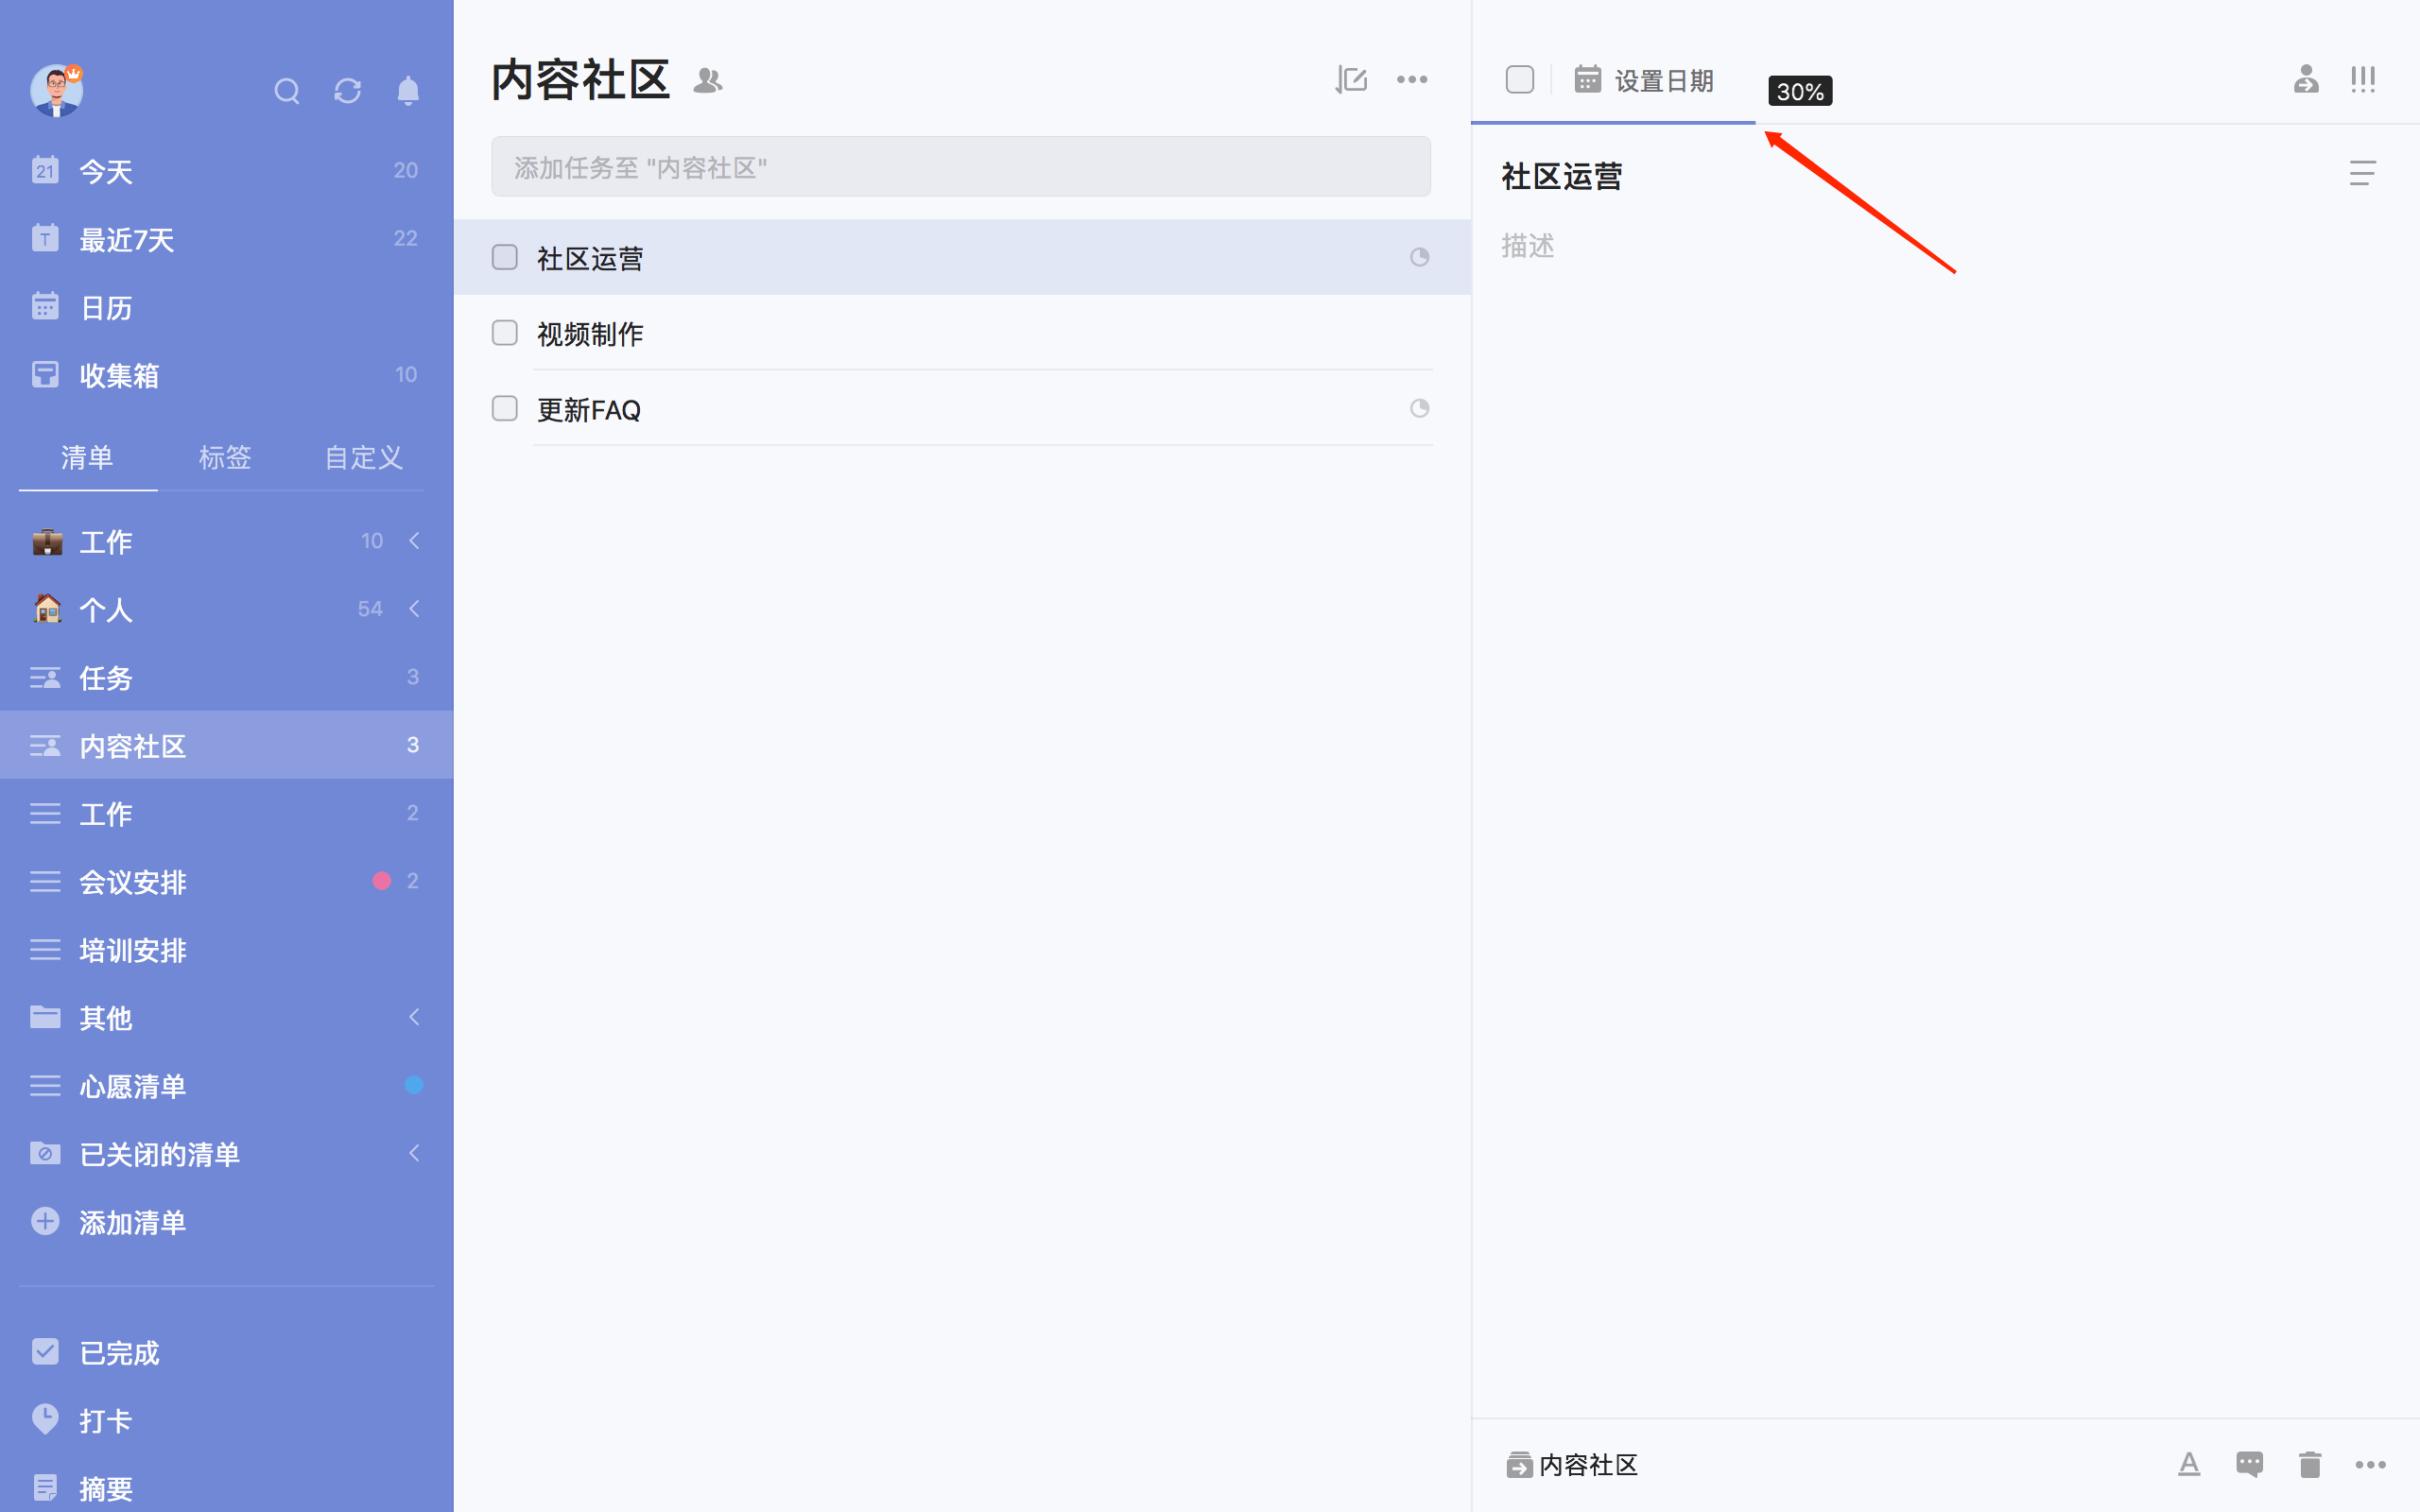 21 今天 20
T 最近7天 22
日历
收集箱 10
清单 标签 自定义
工作 10
个人 54
任务 3
内容社区 3
工作 2
会议安排 2
培训安排
其他
心愿清单
已关闭的清单
添加清单
已完成
打卡
摘要
内容社区
添加任务至 "内容社区"
社区运营
视频制作
更新FAQ
设置日期
30%
社区运营
描述
内容社区
A